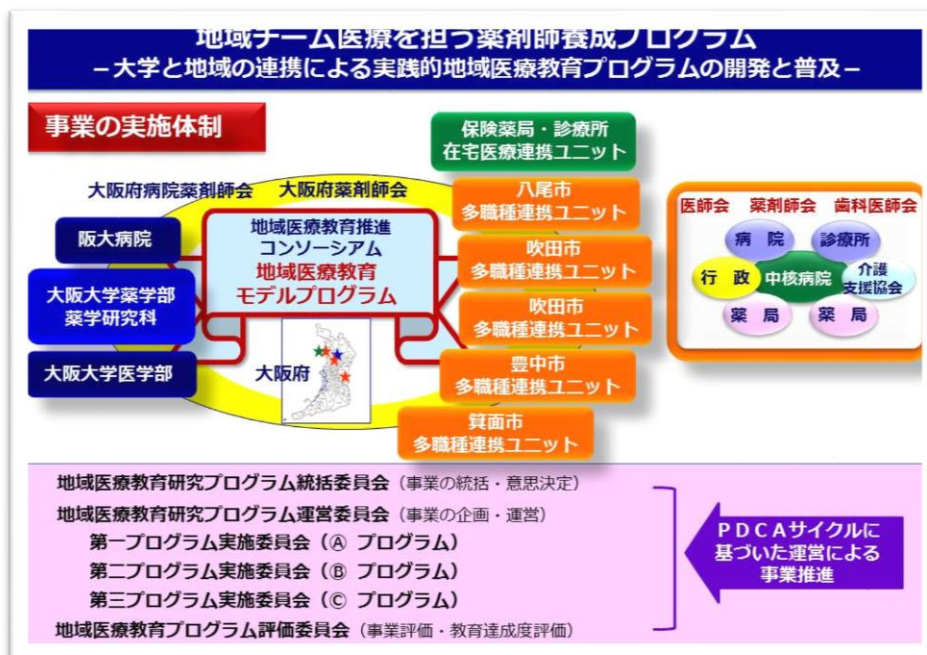 地域チーム医療を担う薬剤師養成プログラム
－大学と地域の連携による実践的地域医療教育プログラムの開発と普及－
事業の実施体制
保険薬局・診療所
在宅医療連携ユニット
大阪府病院薬剤師会
大阪府薬剤師会
八尾市
多職種連携ユニット
阪大病院
地域医療教育推進
コンソーシアム
地域医療教育
モデルプログラム
吹田市
多職種連携ユニット
大阪大学薬学部
薬学研究科
吹田市
多職種連携ユニット
大阪大学医学部
大阪府
豊中市
多職種連携ユニット
箕面市
多職種連携ユニット
医師会 薬剤師会 歯科医師会
病 院
診療所
行 政
中核病院
介護
支援協会
薬 局
薬 局
地域医療教育研究プログラム統括委員会（事業の統括・意思決定）
地域医療教育研究プログラム運営委員会（事業の企画・運営）
第一プログラム実施委員会（Ⓐ プログラム）
第二プログラム実施委員会（Ⓑ プログラム）
第三プログラム実施委員会（Ⓒ プログラム）
地域医療教育プログラム評価委員会（事業評価・教育達成度評価）
ＰＤＣＡサイクルに
基づいた運営による
事業推進